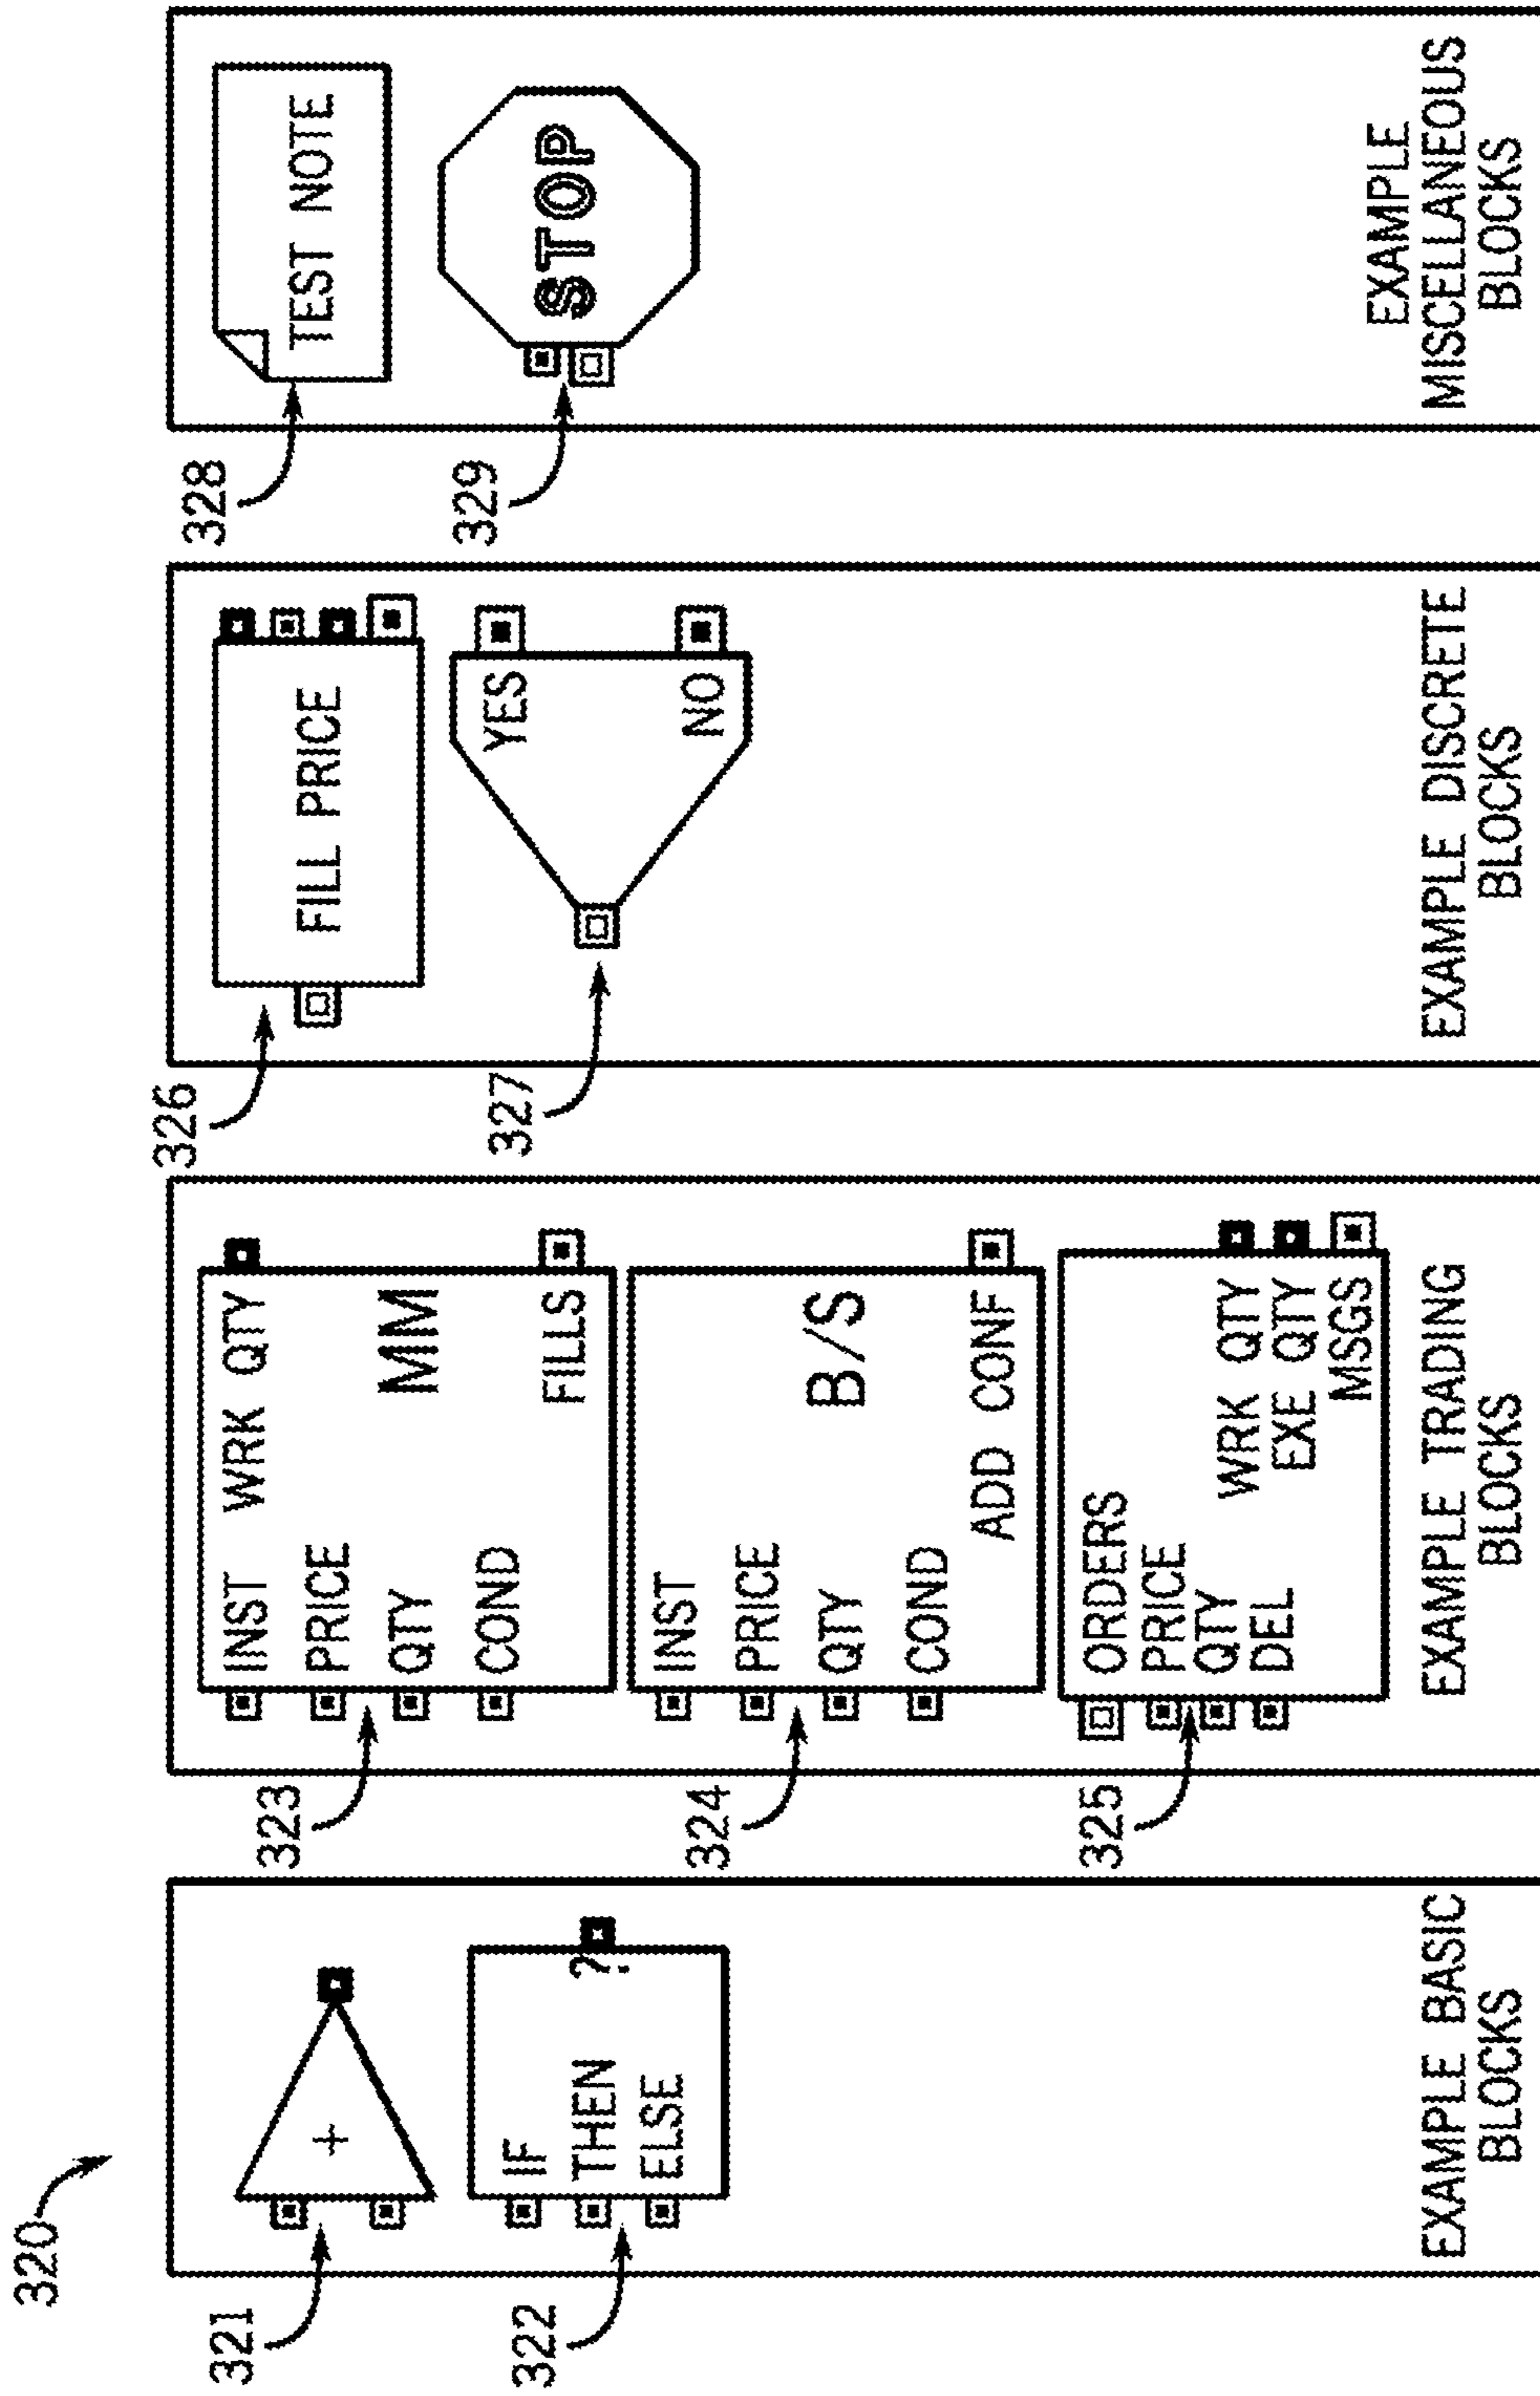 320
321
+
322
IF
THEN ?
ELSE
EXAMPLE BASIC
BLOCKS
323
INST WRK QTY
PRICE
MM
QTY
COND
FILLS
324
INST
PRICE
B/S
QTY
COND
ADD CONF
325
ORDERS
PRICE
QTY WRK QTY
DEL EXE QTY
MSGS
EXAMPLE TRADING
BLOCKS
326
FILL PRICE
327
YES
NO
EXAMPLE DISCRETE
BLOCKS
328
TEST NOTE
329
STOP
EXAMPLE
MISCELLANEOUS
BLOCKS